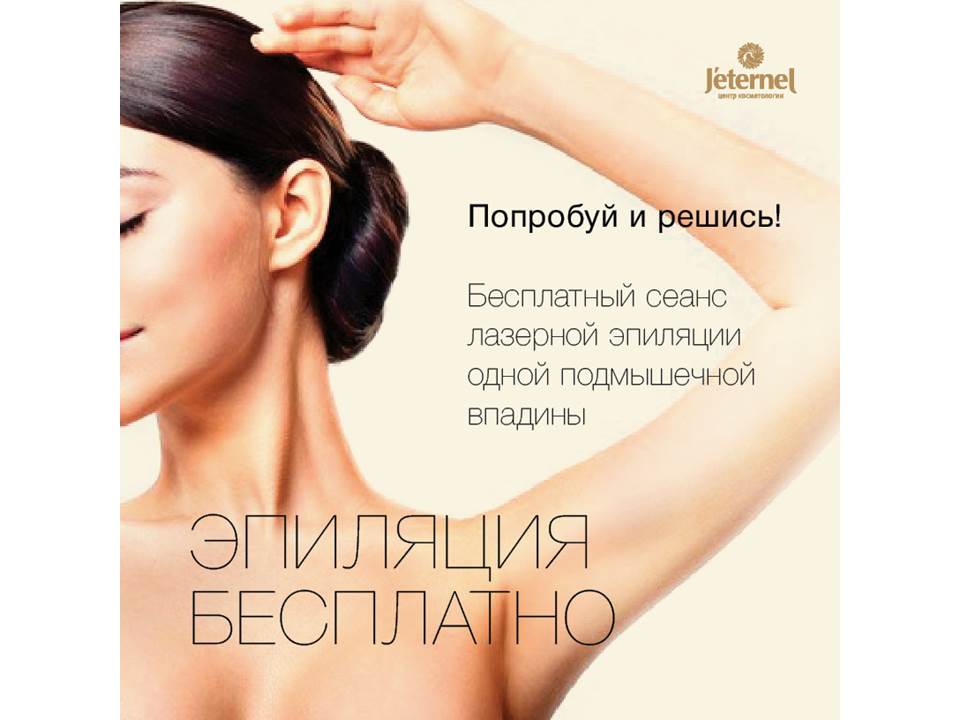 J'eternel
центр косметологии
Попробуй и решись!
Бесплатный сеанс
лазерной эпиляции
одной подмышечной
впадины
ЭПИЛЯЦИЯ
БЕСПЛАТНО